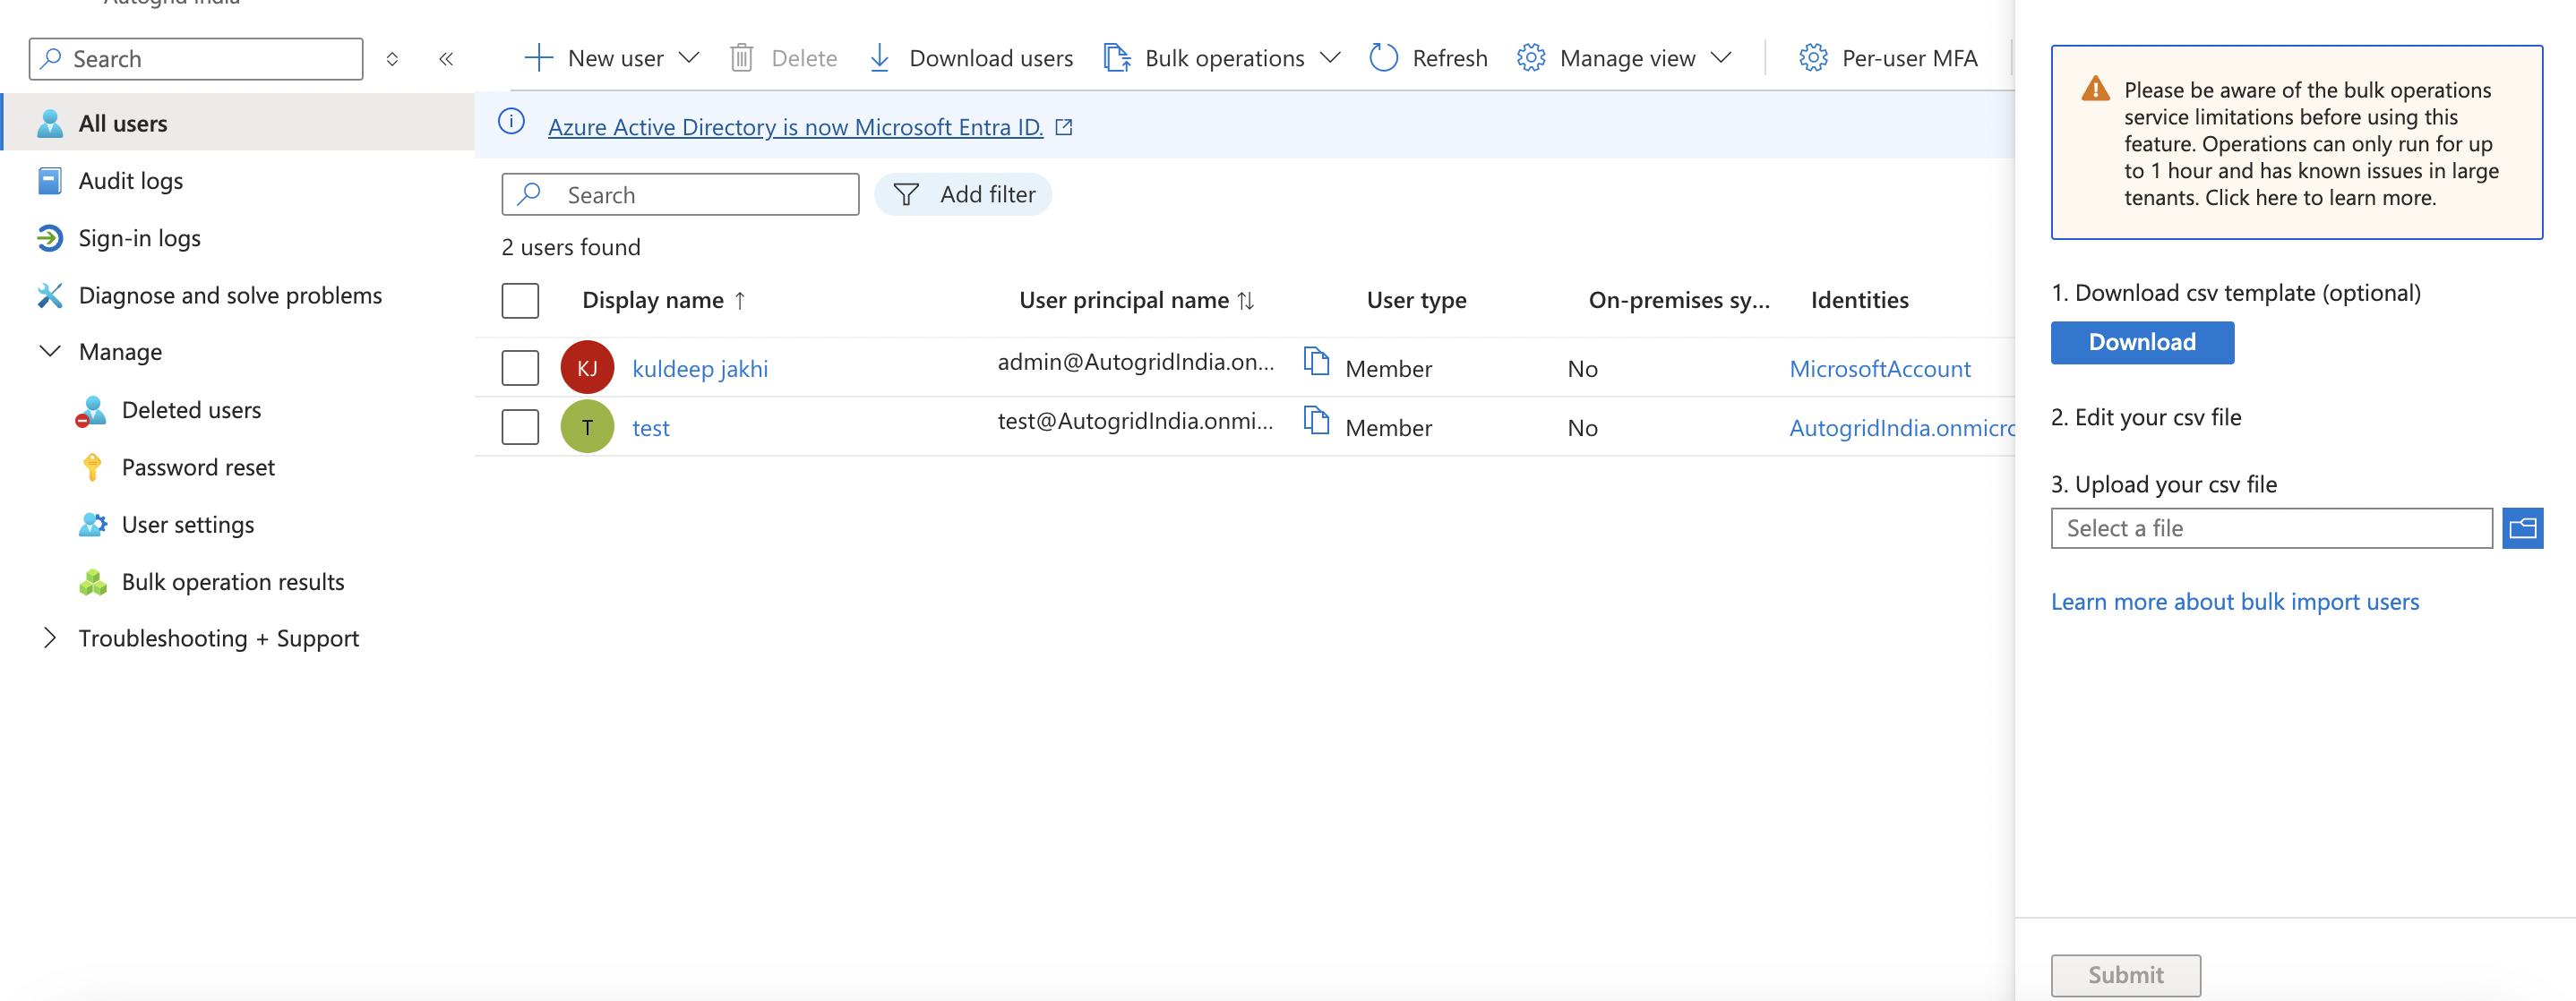 Autogrid India
Search
All users
Audit logs
Sign-in logs
Diagnose and solve problems
Manage
Deleted users
Password reset
User settings
Bulk operation results
Troubleshooting + Support
New user
Delete
Download users
Bulk operations
Refresh
Manage view
Per-user MFA
Azure Active Directory is now Microsoft Entra ID.
Search
Add filter
2 users found
Display name ↑ User principal name ↑↓ User type On-premises sy... Identities
KJ kuldeep jakhi admin@AutogridIndia.on... Member No MicrosoftAccount
T test test@AutogridIndia.onmi... Member No AutogridIndia.onmicro
Please be aware of the bulk operations
service limitations before using this
feature. Operations can only run for up
to 1 hour and has known issues in large
tenants. Click here to learn more.
1. Download csv template (optional)
Download
2. Edit your csv file
3. Upload your csv file
Select a file
Learn more about bulk import users
Submit